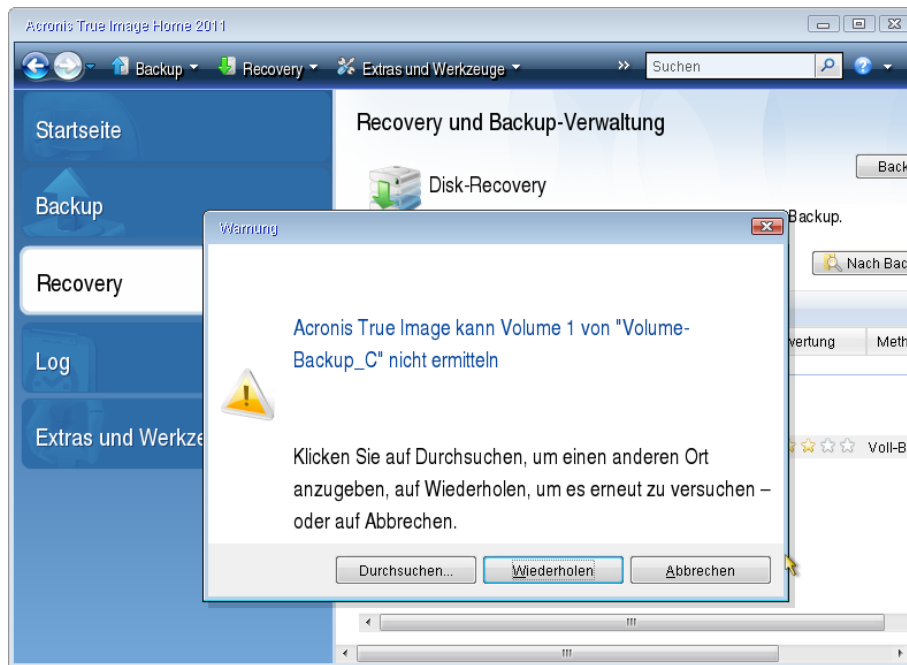 Acronis True Image Home 2011
Backup Recovery Extras und Werkzeuge » Suchen
Startseite
Backup
Recovery
Log
Extras und Werkze
Recovery und Backup-Verwaltung
Back
Disk-Recovery
Backup.
Nach Bac
wertung Meth
Voll-B
Warnung
Acronis True Image kann Volume 1 von "Volume-
Backup_C" nicht ermitteln
Klicken Sie auf Durchsuchen, um einen anderen Ort
anzugeben, auf Wiederholen, um es erneut zu versuchen –
oder auf Abbrechen.
Durchsuchen... Wiederholen Abbrechen